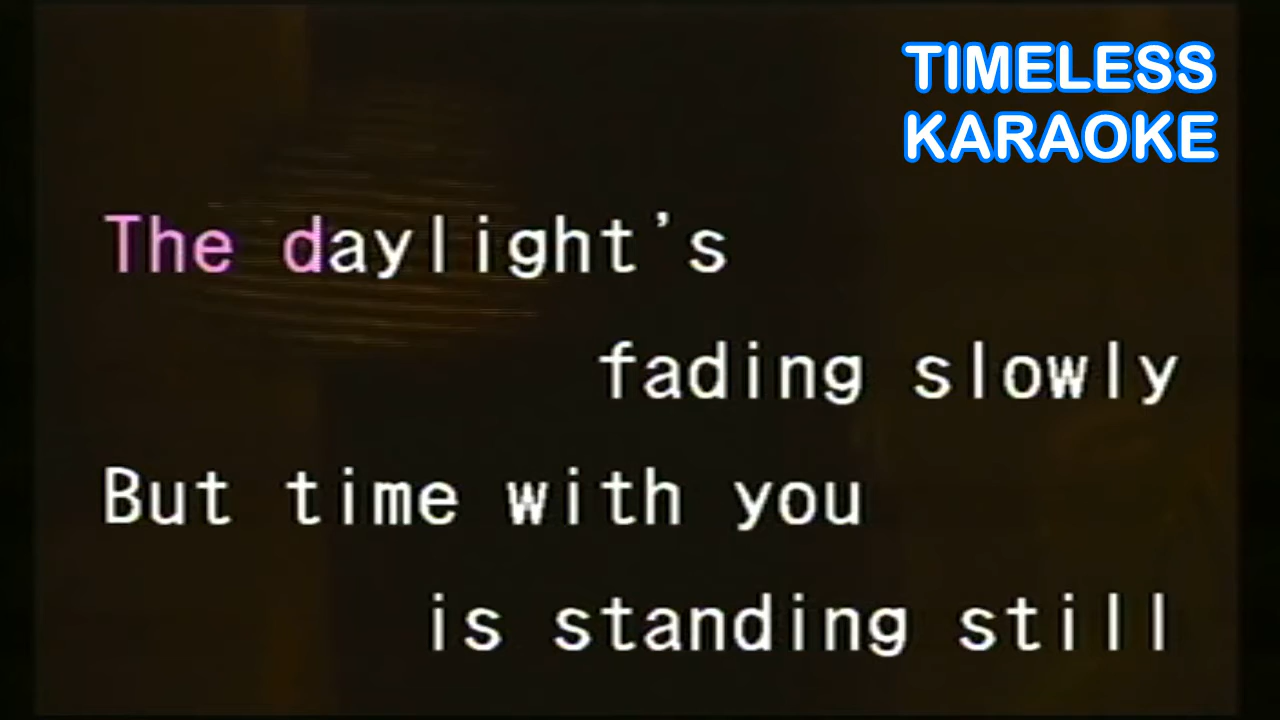 TIMELESS
KARAOKE
The daylight's
fading slowly
But time with you
is standing still